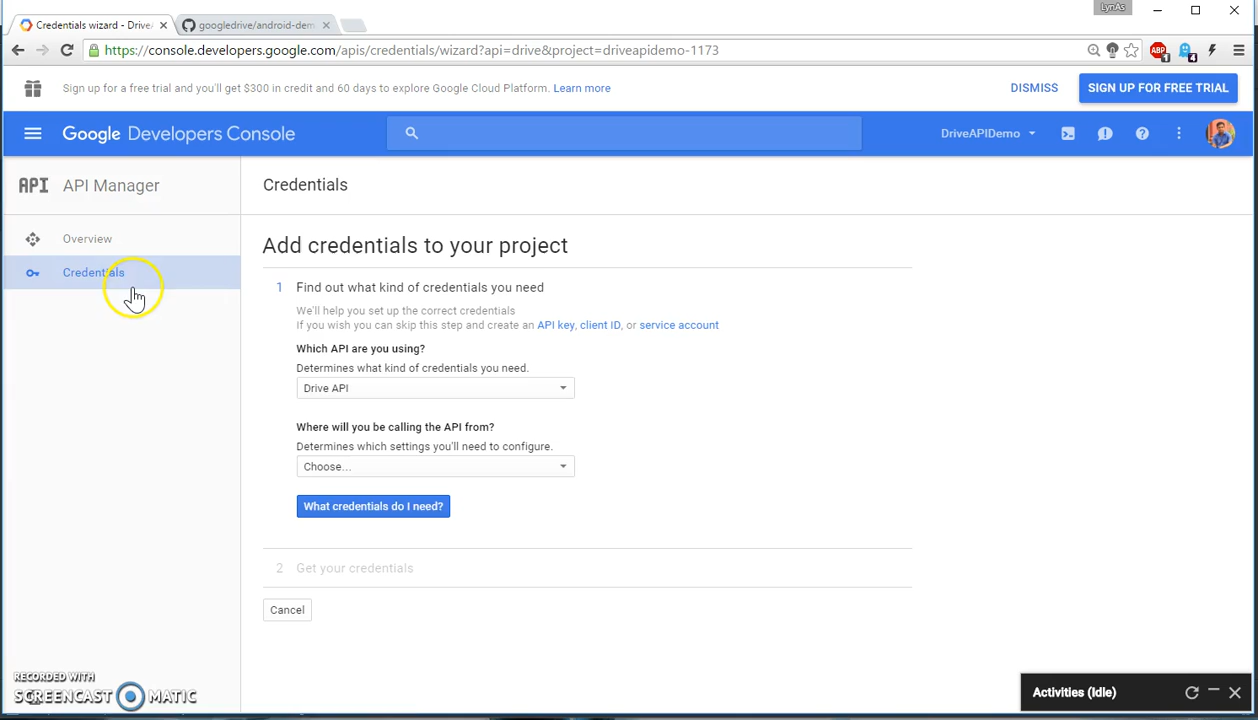 LynAs
Credentials wizard - Drive
googledrive/android-dem
https://console.developers.google.com/apis/credentials/wizard?api=drive&project=driveapidemo-1173
ABP
1
4
Sign up for a free trial and you'll get $300 in credit and 60 days to explore Google Cloud Platform. Learn more
DISMISS
SIGN UP FOR FREE TRIAL
Google Developers Console
DriveAPIDemo
API API Manager
Credentials
Overview
Credentials
Add credentials to your project
1 Find out what kind of credentials you need
We'll help you set up the correct credentials
If you wish you can skip this step and create an API key, client ID, or service account
Which API are you using?
Determines what kind of credentials you need.
Drive API
Where will you be calling the API from?
Determines which settings you'll need to configure.
Choose...
What credentials do I need?
2 Get your credentials
Cancel
RECORDED WITH
SCREENCAST MATIC
Activities (Idle)